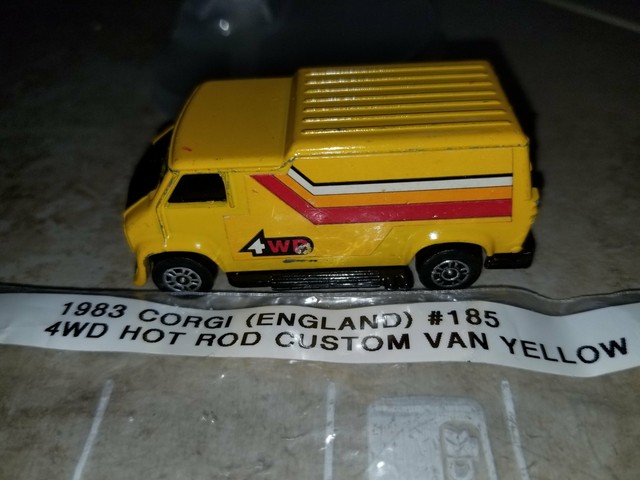 4WD
1983 CORGI (ENGLAND) #185
4WD HOT ROD CUSTOM VAN YELLOW